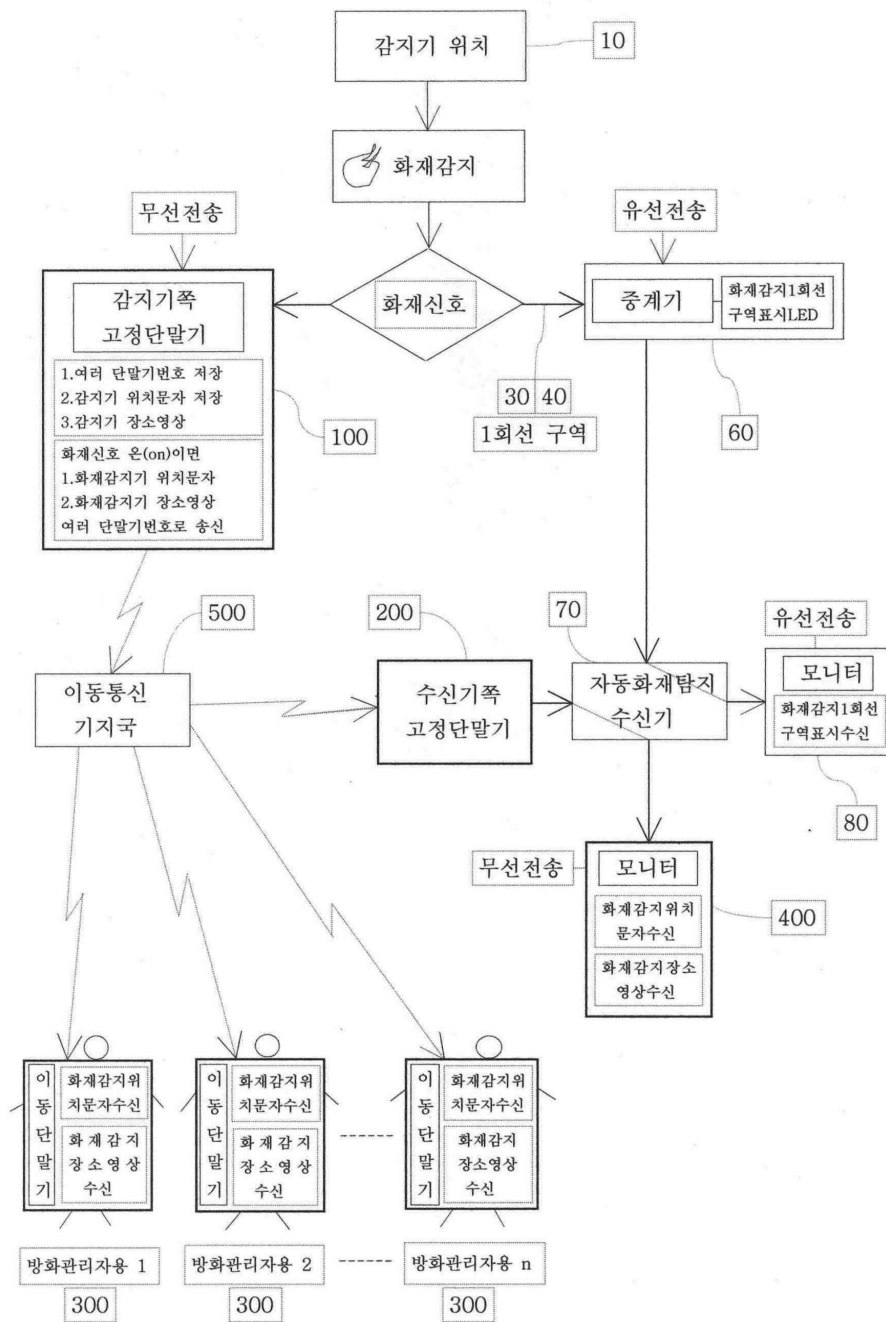 감지기 위치
10
화재감지
무선전송
유선전송
감지기쪽
고정단말기
1.여러 단말기번호 저장
2.감지기 위치문자 저장
3.감지기 장소영상
화재신호 온(on)이면
1.화재감지기 위치문자
2.화재감지기 장소영상
여러 단말기번호로 송신
100
화재신호
30 40
1회선 구역
중계기
화재감지1회선
구역표시LED
60
500
이동통신
기지국
200
수신기쪽
고정단말기
70
자동화재탐지
수신기
유선전송
모니터
화재감지1회선
구역표시수신
80
무선전송
모니터
화재감지위치
문자수신
화재감지장소
영상수신
400
이동단말기
화재감지위
치문자수신
화재감지
장소영상
수신
이동단말기
화재감지위
치문자수신
화재감지
장소영상
수신
이동단말기
화재감지위
치문자수신
화재감지
장소영상
수신
방화관리자용 1
방화관리자용 2
방화관리자용 n
300
300
300